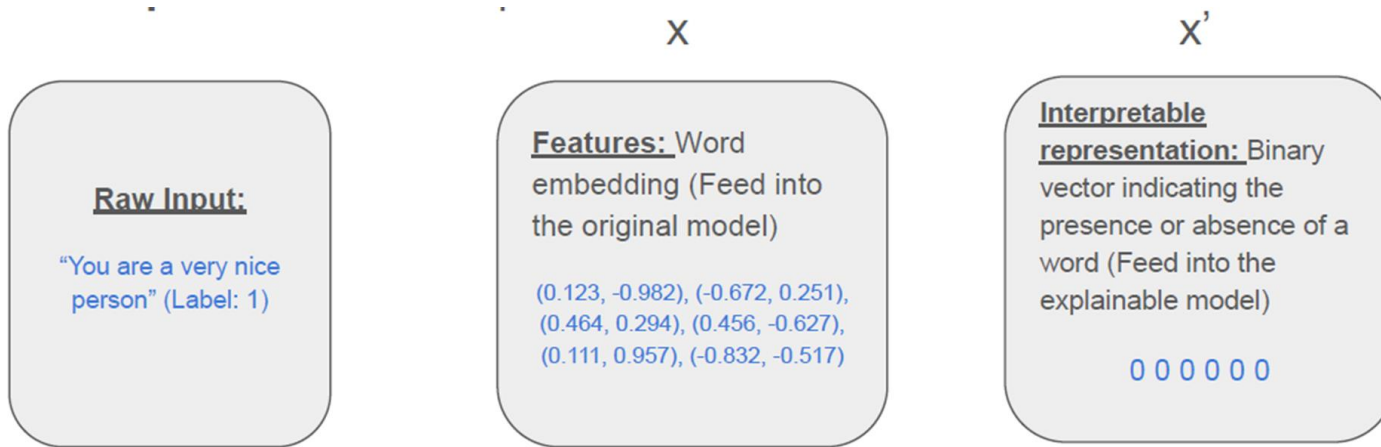 x
x’
Raw Input:
“You are a very nice
person” (Label: 1)
Features: Word
embedding (Feed into
the original model)
(0.123, -0.982), (-0.672, 0.251),
(0.464, 0.294), (0.456, -0.627),
(0.111, 0.957), (-0.832, -0.517)
Interpretable
representation: Binary
vector indicating the
presence or absence of a
word (Feed into the
explainable model)
0 0 0 0 0 0